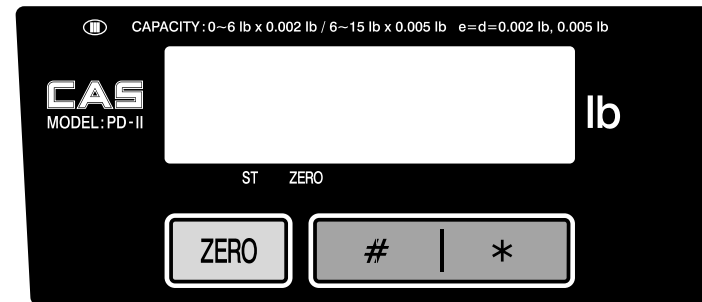 Ⅲ CAPACITY:0~6 lb x 0.002 lb / 6~15 lb x 0.005 lb e=d=0.002 lb, 0.005 lb
CAS
MODEL:PD-II
lb
ST ZERO
ZERO # | *